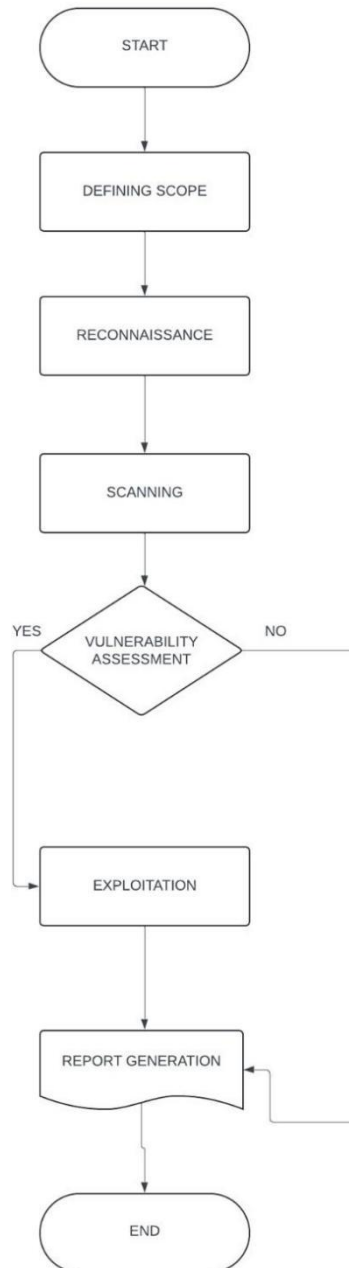 START
DEFINING SCOPE
RECONNAISSANCE
SCANNING
YES
NO
VULNERABILITY
ASSESSMENT
EXPLOITATION
REPORT GENERATION
END